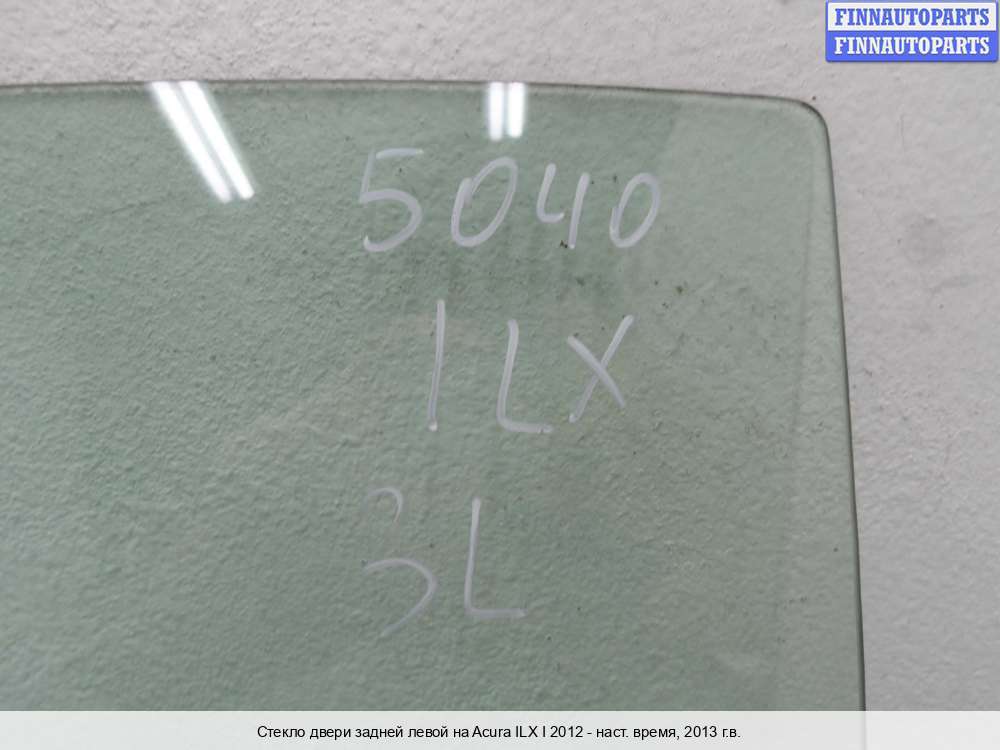 FINNAUTOPARTS
FINNAUTOPARTS
5040
ILX
3L
Стекло двери задней левой на Acura ILX I 2012 - наст. время, 2013 г.в.